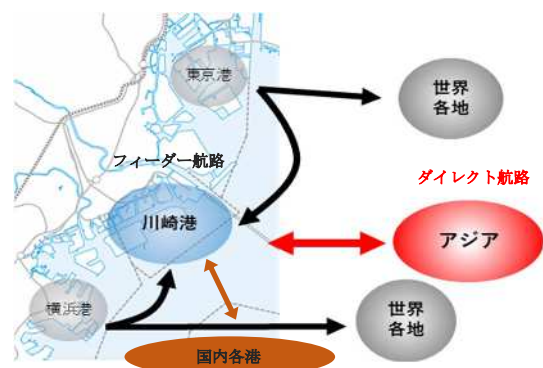 東京港
世界
各地
フィーダー航路
ダイレクト航路
川崎港
アジア
横浜港
世界
各地
国内各港